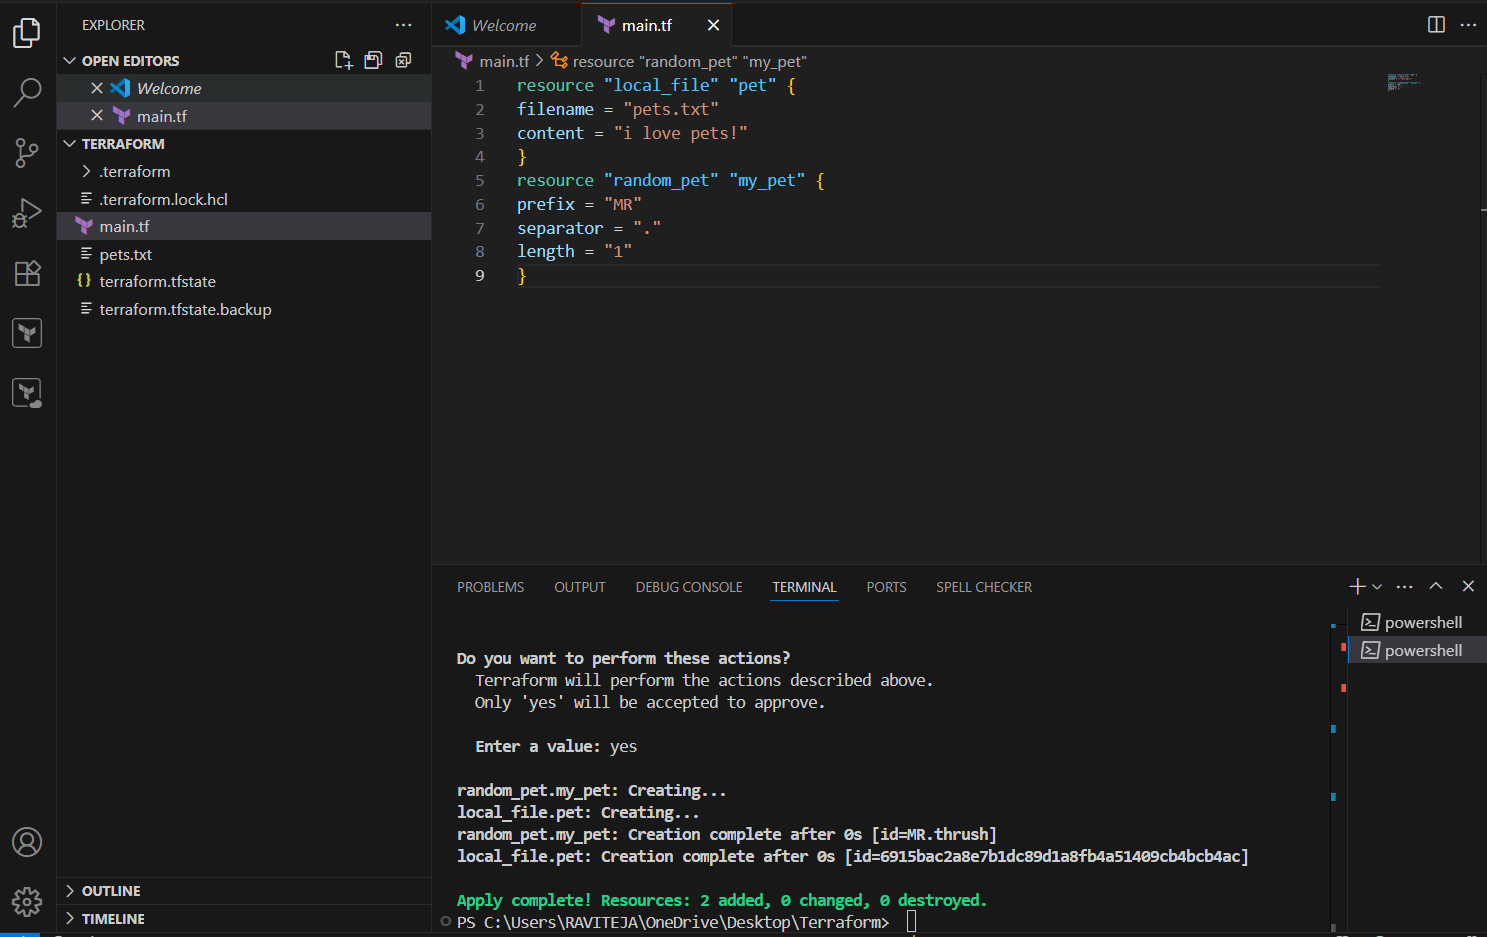 EXPLORER
OPEN EDITORS
Welcome
main.tf
TERRAFORM
.terraform
.terraform.lock.hcl
main.tf
pets.txt
{} terraform.tfstate
terraform.tfstate.backup
OUTLINE
TIMELINE
Welcome
main.tf
main.tf > resource "random_pet" "my_pet"
1 resource "local_file" "pet" {
2 filename = "pets.txt"
3 content = "i love pets!"
4 }
5 resource "random_pet" "my_pet" {
6 prefix = "MR"
7 separator = "."
8 length = "1"
9 }
PROBLEMS OUTPUT DEBUG CONSOLE TERMINAL PORTS SPELL CHECKER
powershell
powershell
Do you want to perform these actions?
Terraform will perform the actions described above.
Only 'yes' will be accepted to approve.
Enter a value: yes
random_pet.my_pet: Creating...
local_file.pet: Creating...
random_pet.my_pet: Creation complete after 0s [id=MR.thrush]
local_file.pet: Creation complete after 0s [id=6915bac2a8e7b1dc89d1a8fb4a51409cb4bcb4ac]
Apply complete! Resources: 2 added, 0 changed, 0 destroyed.
PS C:\Users\RAVITEJA\OneDrive\Desktop\Terraform>